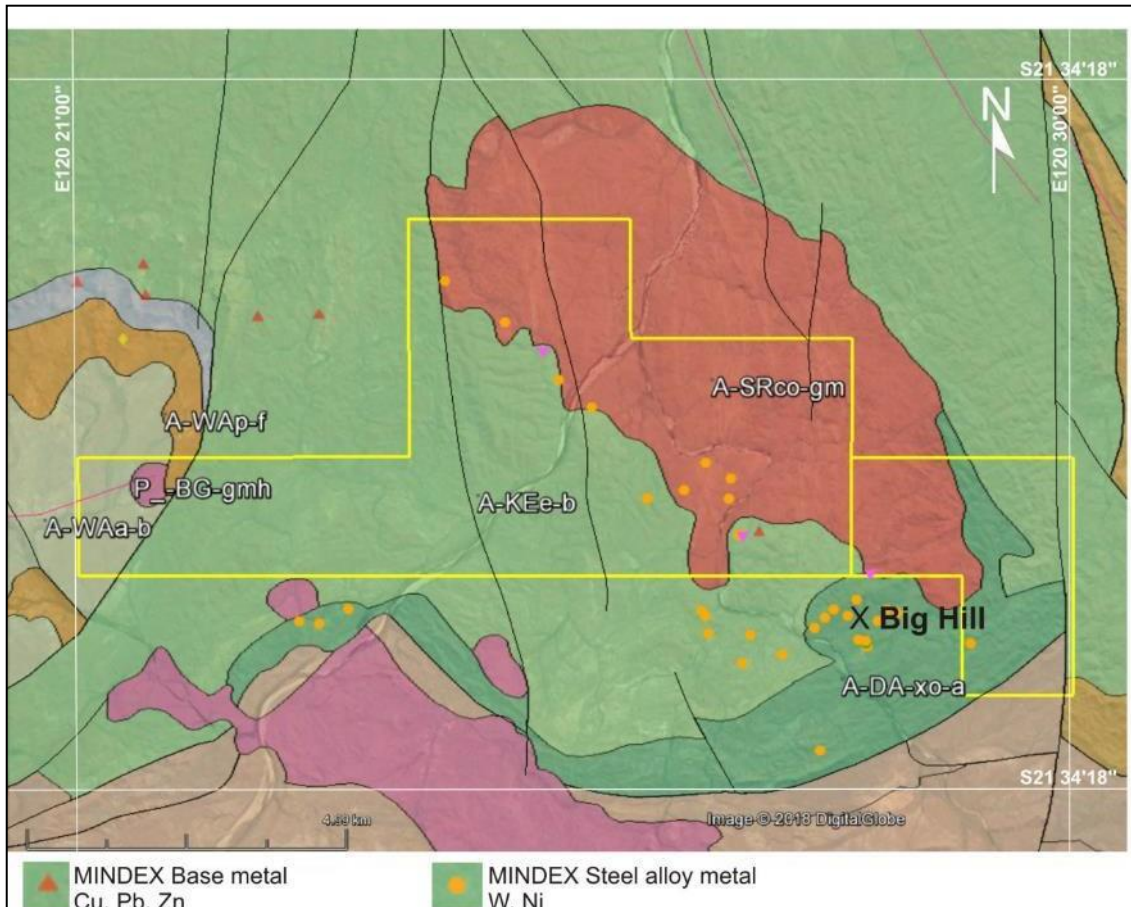 S21 34'18"
E120 21'00"
N
E120 30'00"
A-SRco-gm
A-WAp-f
P_-BG-gmh
A-KEe-b
A-WAa-b
X Big Hill
A-DA-xo-a
S21 34'18"
4.99 km
Image © 2018 DigitalGlobe
MINDEX Base metal
Cu, Pb, Zn
MINDEX Steel alloy metal
W, Ni